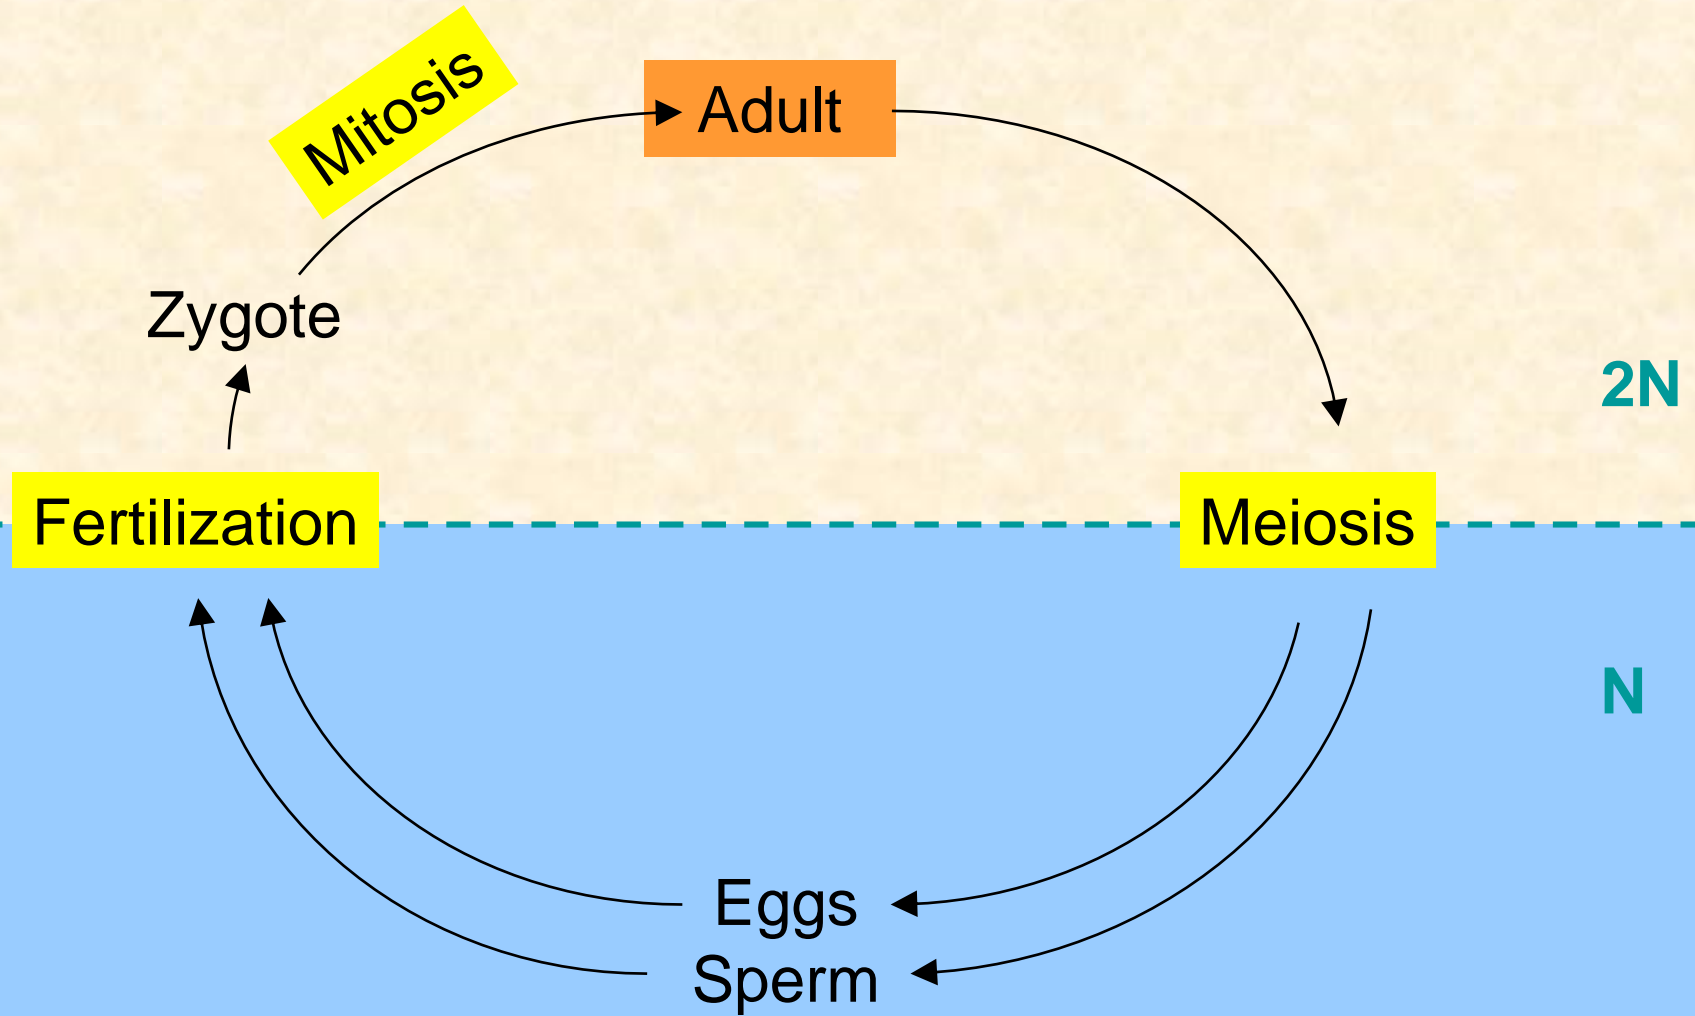 Mitosis
Adult
Zygote
2N
Fertilization
Meiosis
N
Eggs
Sperm